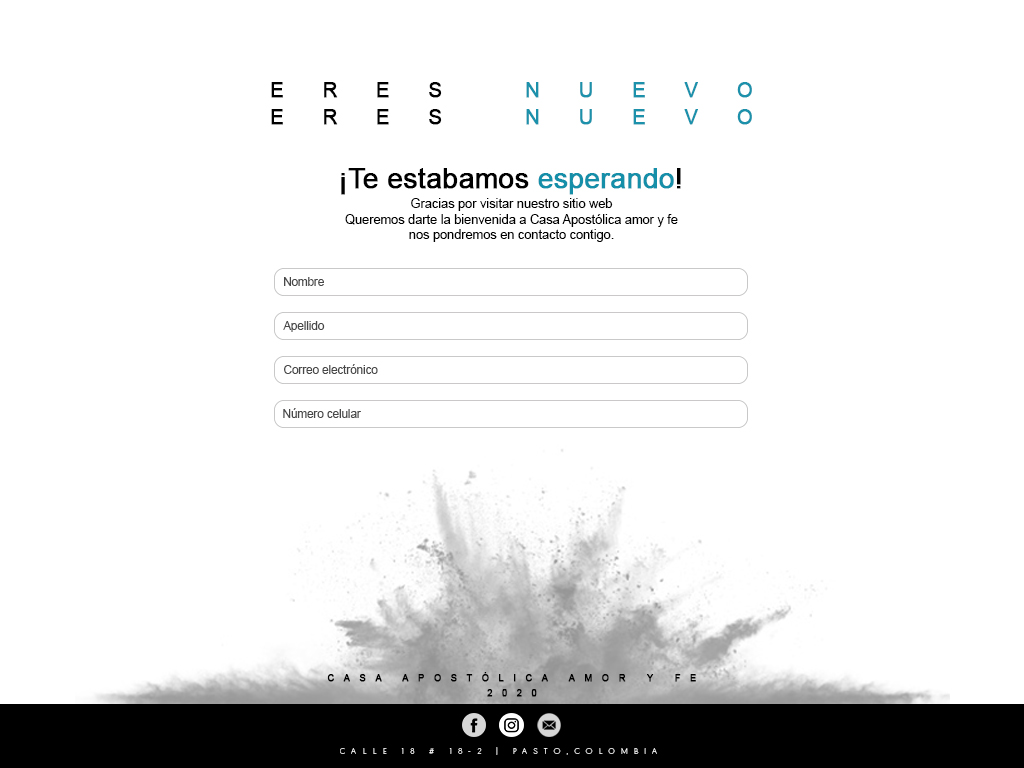 ERES NUEVO
ERES NUEVO
¡Te estabamos esperando!
Gracias por visitar nuestro sitio web
Queremos darte la bienvenida a Casa Apostólica amor y fe
nos pondremos en contacto contigo.
Nombre
Apellido
Correo electrónico
Número celular
CASA APOSTÓLICA AMOR Y FE
2020
CALLE 18 # 18-2 | PASTO,COLOMBIA